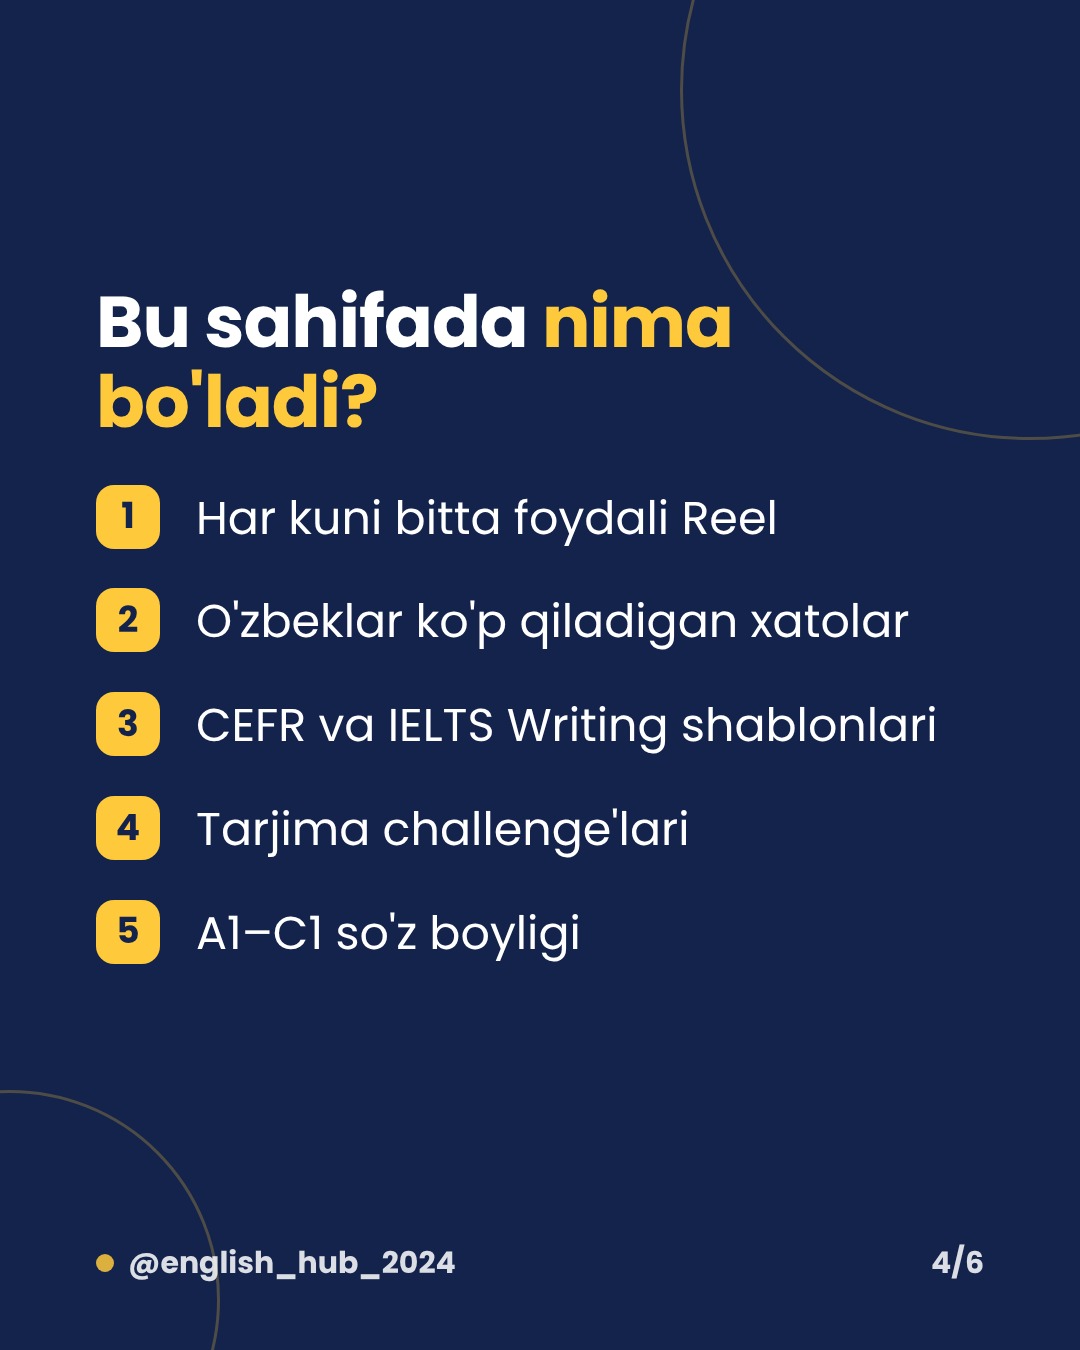 Bu sahifada nima
bo'ladi?
1 Har kuni bitta foydali Reel
2 O'zbeklar ko'p qiladigan xatolar
3 CEFR va IELTS Writing shablonlari
4 Tarjima challenge'lari
5 A1–C1 so'z boyligi
@english_hub_2024 4/6